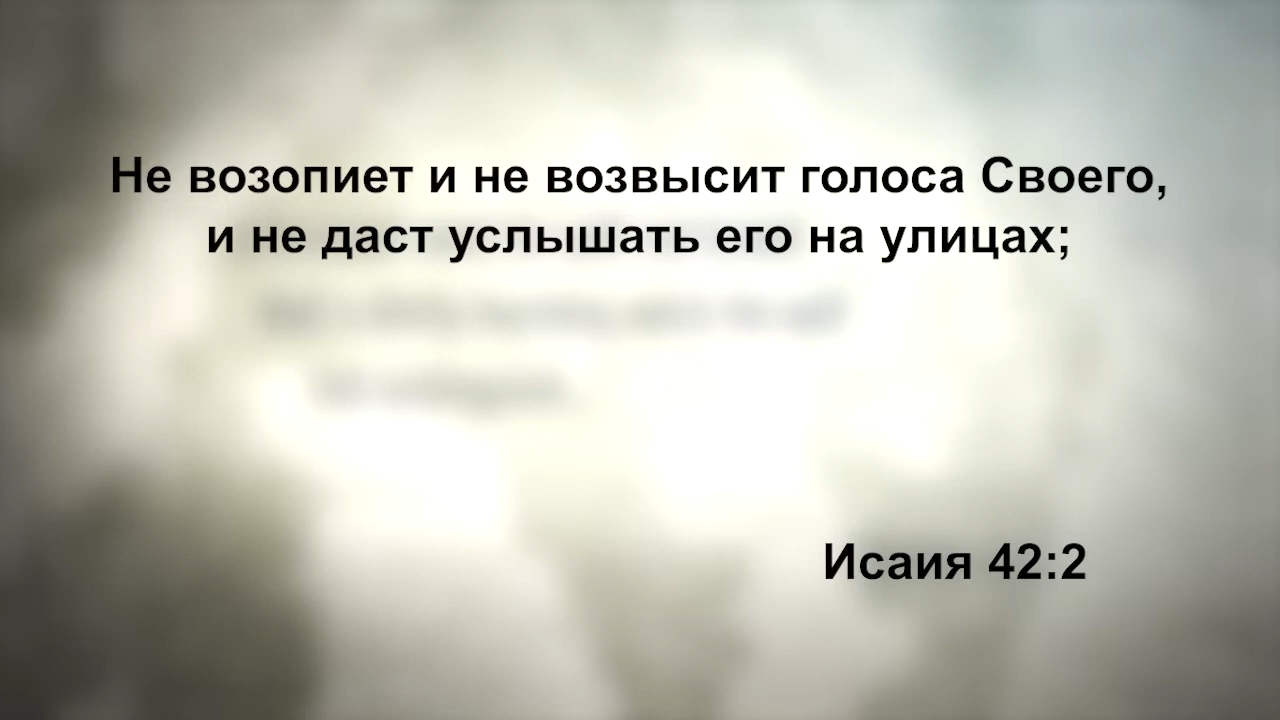 Не возопиет и не возвысит голоса Своего,
и не даст услышать его на улицах;
Исаия 42:2